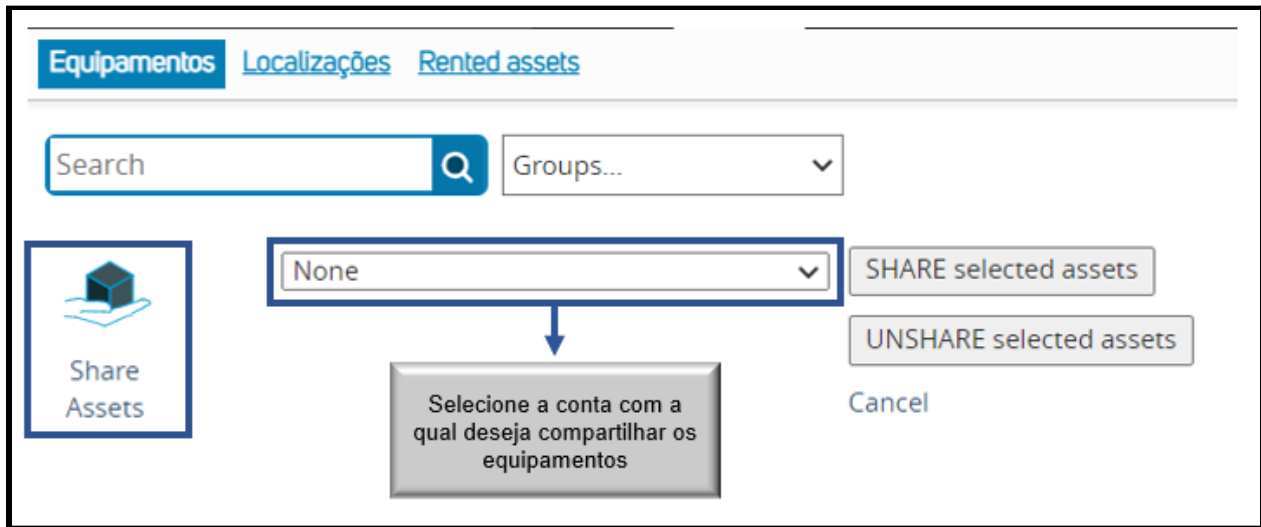 Equipamentos Localizações Rented assets
Search Groups...
None SHARE selected assets
UNSHARE selected assets
Share
Assets
Cancel
Selecione a conta com a
qual deseja compartilhar os
equipamentos